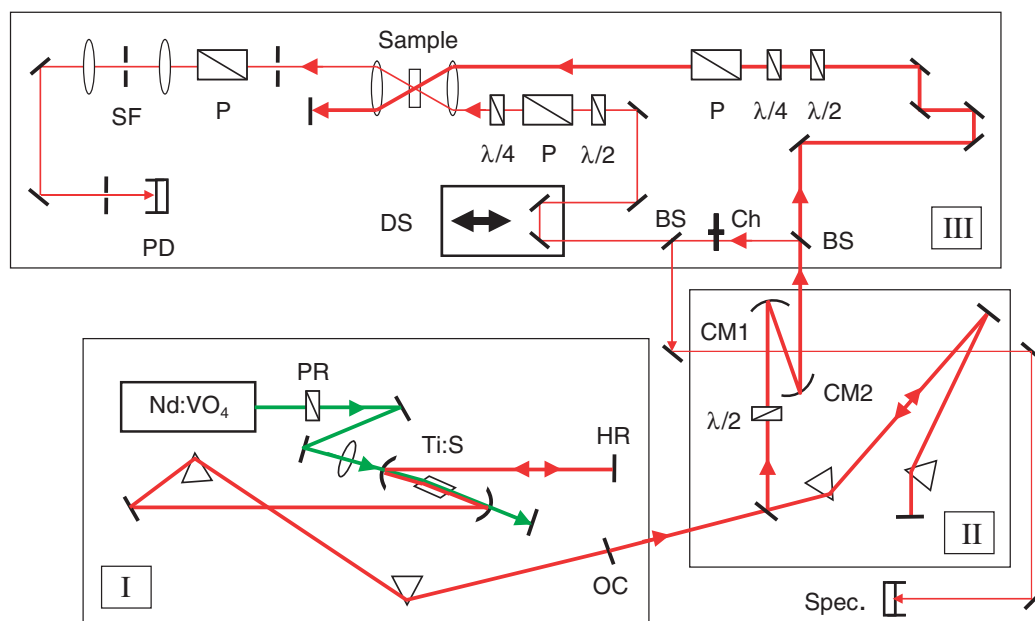 Sample
SF
P
P
λ/4
λ/2
λ/4
P
λ/2
DS
BS
Ch
BS
III
PD
CM1
CM2
λ/2
II
PR
Nd:VO₄
Ti:S
HR
OC
I
Spec.